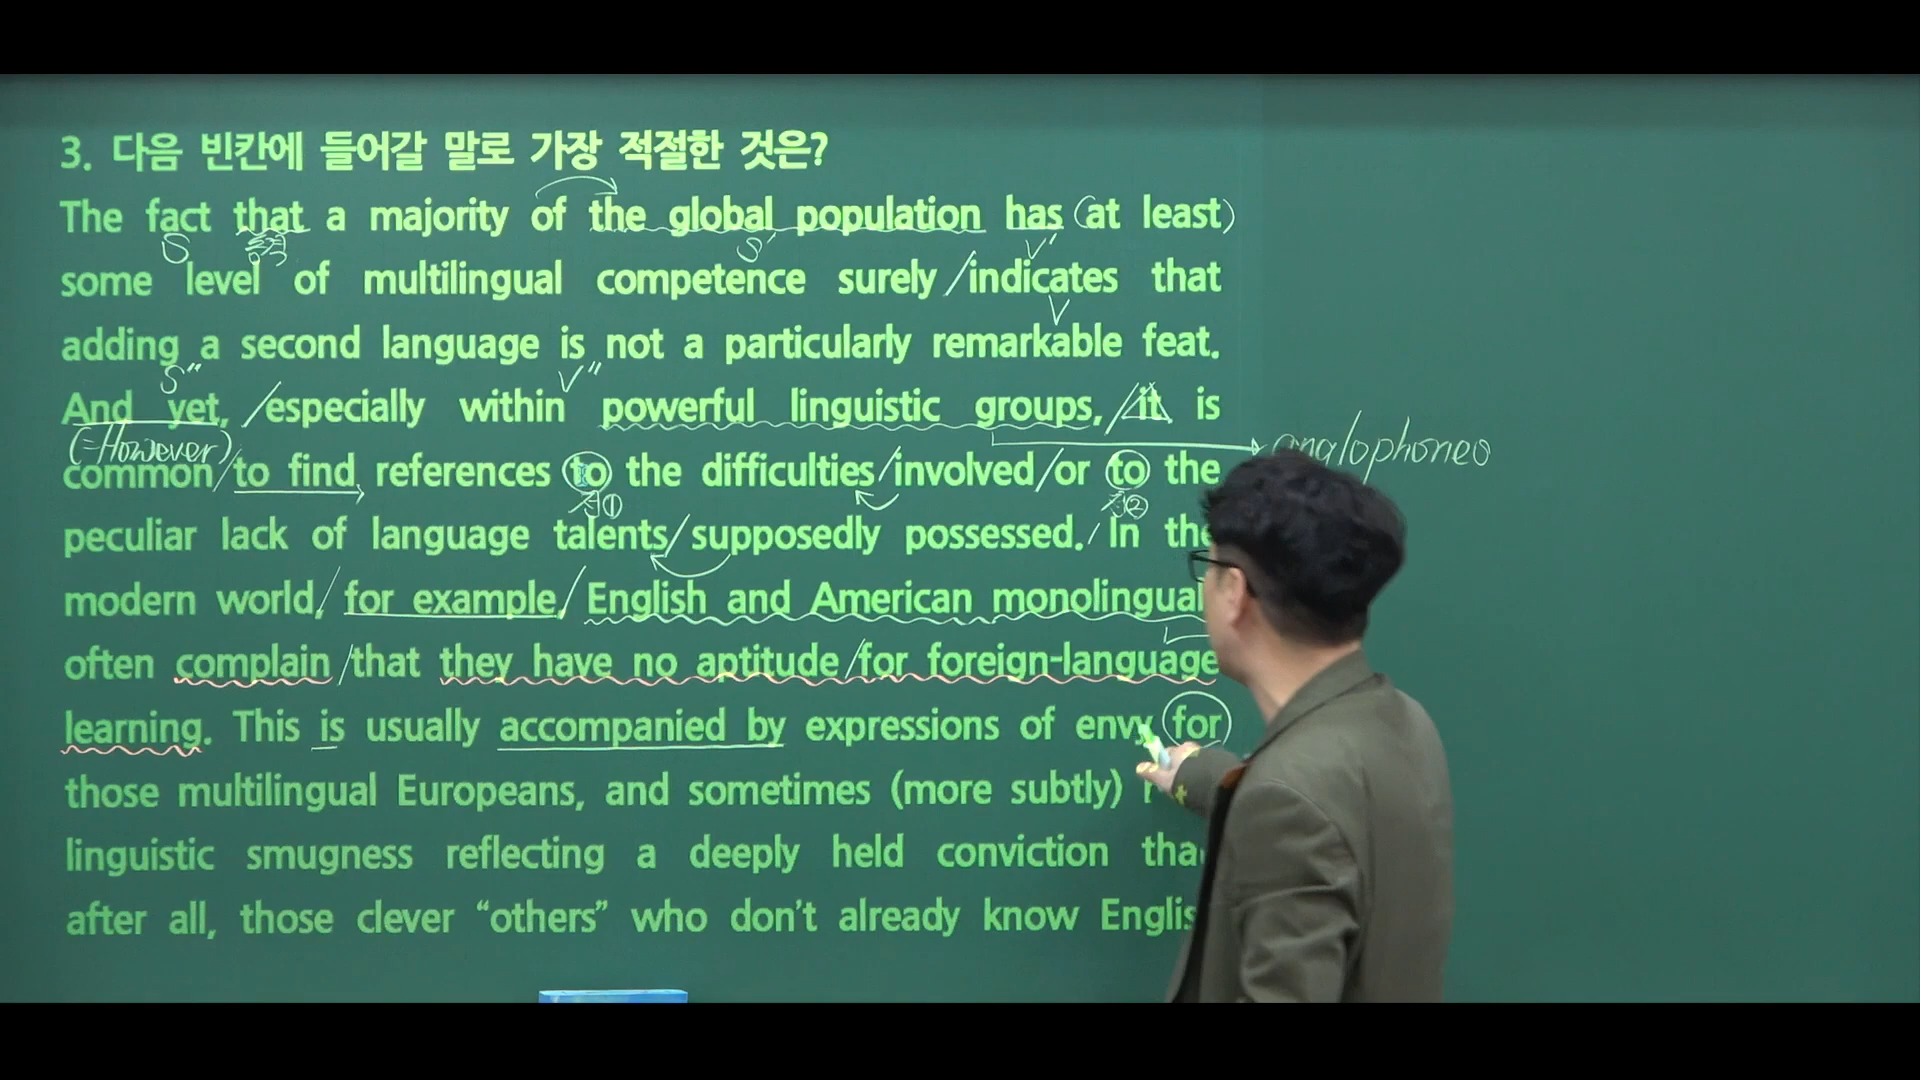 3. 다음 빈칸에 들어갈 말로 가장 적절한 것은?
The fact that a majority of the global population has (at least)
S S' V'
some level of multilingual competence surely / indicates that
V
adding a second language is not a particularly remarkable feat.
S" V"
And yet, / especially within powerful linguistic groups, / it is
(=However) anglophones
common / to find references to the difficulties / involved / or to the
① ②
peculiar lack of language talents / supposedly possessed. / In the
modern world, / for example, / English and American monolingual
often complain / that they have no aptitude / for foreign-language
learning. This is usually accompanied by expressions of envy for
those multilingual Europeans, and sometimes (more subtly)
linguistic smugness reflecting a deeply held conviction
after all, those clever “others” who don't already know